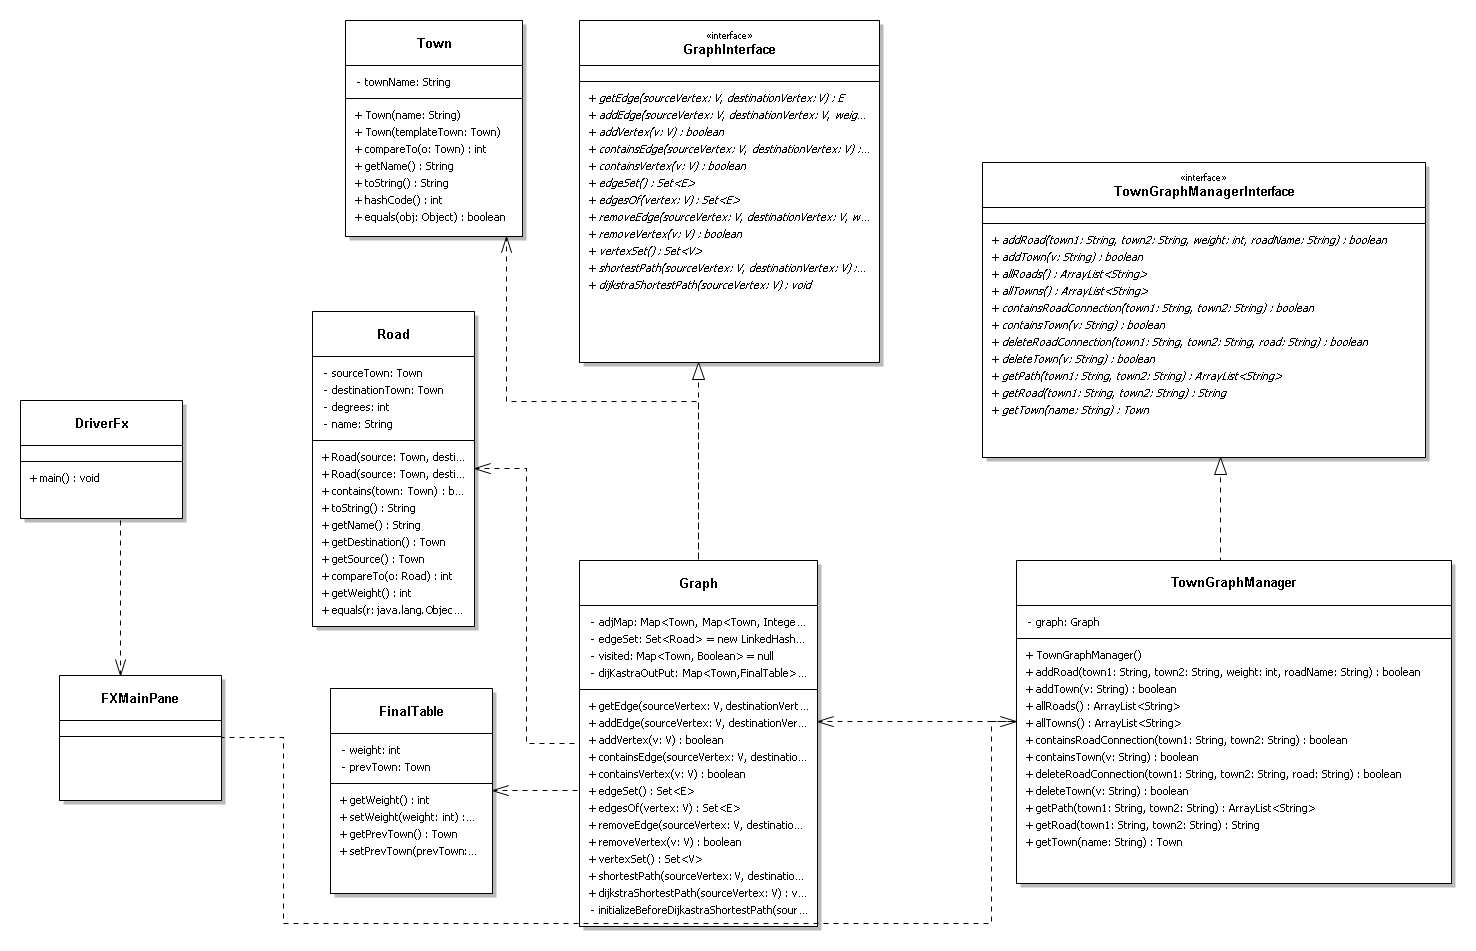 Town
- townName: String
+ Town(name: String)
+ Town(templateTown: Town)
+ compareTo(o: Town) : int
+ getName() : String
+ toString() : String
+ hashCode() : int
+ equals(obj: Object) : boolean
«interface»
GraphInterface
+ getEdge(sourceVertex: V, destinationVertex: V) : E
+ addEdge(sourceVertex: V, destinationVertex: V, weig...
+ addVertex(v: V) : boolean
+ containsEdge(sourceVertex: V, destinationVertex: V) :...
+ containsVertex(v: V) : boolean
+ edgeSet() : Set<E>
+ edgesOf(vertex: V) : Set<E>
+ removeEdge(sourceVertex: V, destinationVertex: V, w...
+ removeVertex(v: V) : boolean
+ vertexSet() : Set<V>
+ shortestPath(sourceVertex: V, destinationVertex: V) :...
+ dijkstraShortestPath(sourceVertex: V) : void
«interface»
TownGraphManagerInterface
+ addRoad(town1: String, town2: String, weight: int, roadName: String) : boolean
+ addTown(v: String) : boolean
+ allRoads() : ArrayList<String>
+ allTowns() : ArrayList<String>
+ containsRoadConnection(town1: String, town2: String) : boolean
+ containsTown(v: String) : boolean
+ deleteRoadConnection(town1: String, town2: String, road: String) : boolean
+ deleteTown(v: String) : boolean
+ getPath(town1: String, town2: String) : ArrayList<String>
+ getRoad(town1: String, town2: String) : String
+ getTown(name: String) : Town
Road
- sourceTown: Town
- destinationTown: Town
- degrees: int
- name: String
+ Road(source: Town, desti...
+ Road(source: Town, desti...
+ contains(town: Town) : b...
+ toString() : String
+ getName() : String
+ getDestination() : Town
+ getSource() : Town
+ compareTo(o: Road) : int
+ getWeight() : int
+ equals(r: java.lang.Objec...
DriverFx
+ main() : void
FXMainPane
FinalTable
- weight: int
- prevTown: Town
+ getWeight() : int
+ setWeight(weight: int) :...
+ getPrevTown() : Town
+ setPrevTown(prevTown:...
Graph
- adjMap: Map<Town, Map<Town, Intege...
- edgeSet: Set<Road> = new LinkedHash...
- visited: Map<Town, Boolean> = null
- dijKastraOutPut: Map<Town,FinalTable>...
+ getEdge(sourceVertex: V, destinationVert...
+ addEdge(sourceVertex: V, destinationVer...
+ addVertex(v: V) : boolean
+ containsEdge(sourceVertex: V, destinatio...
+ containsVertex(v: V) : boolean
+ edgeSet() : Set<E>
+ edgesOf(vertex: V) : Set<E>
+ removeEdge(sourceVertex: V, destinatio...
+ removeVertex(v: V) : boolean
+ vertexSet() : Set<V>
+ shortestPath(sourceVertex: V, destinatio...
+ dijkstraShortestPath(sourceVertex: V) : v...
- initializeBeforeDijkastraShortestPath(sour...
TownGraphManager
- graph: Graph
+ TownGraphManager()
+ addRoad(town1: String, town2: String, weight: int, roadName: String) : boolean
+ addTown(v: String) : boolean
+ allRoads() : ArrayList<String>
+ allTowns() : ArrayList<String>
+ containsRoadConnection(town1: String, town2: String) : boolean
+ containsTown(v: String) : boolean
+ deleteRoadConnection(town1: String, town2: String, road: String) : boolean
+ deleteTown(v: String) : boolean
+ getPath(town1: String, town2: String) : ArrayList<String>
+ getRoad(town1: String, town2: String) : String
+ getTown(name: String) : Town